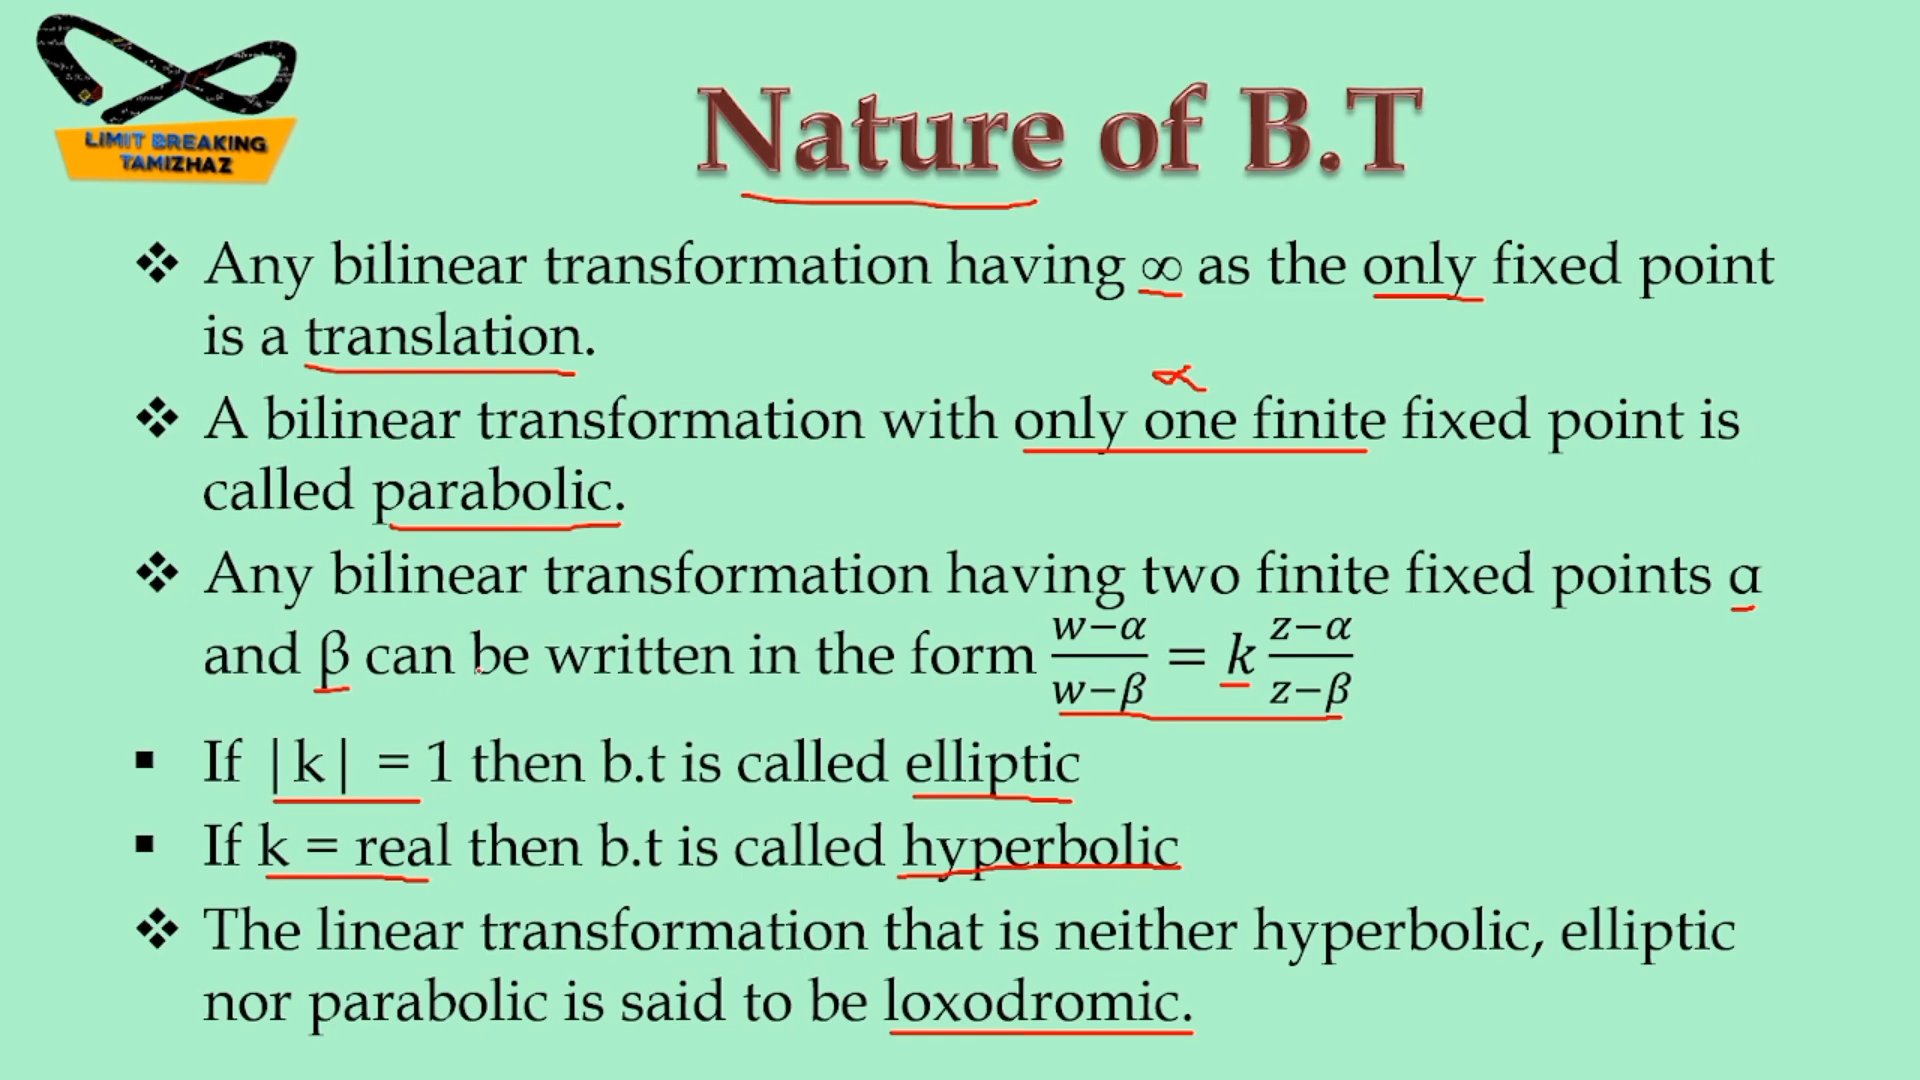 LIMIT BREAKING
TAMIZHAZ
Nature of B.T
❖ Any bilinear transformation having ∞ as the only fixed point
is a translation.
∝
❖ A bilinear transformation with only one finite fixed point is
called parabolic.
❖ Any bilinear transformation having two finite fixed points α
and β can be written in the form (w−α)/(w−β) = k (z−α)/(z−β)
▪ If |k| = 1 then b.t is called elliptic
▪ If k = real then b.t is called hyperbolic
❖ The linear transformation that is neither hyperbolic, elliptic
nor parabolic is said to be loxodromic.